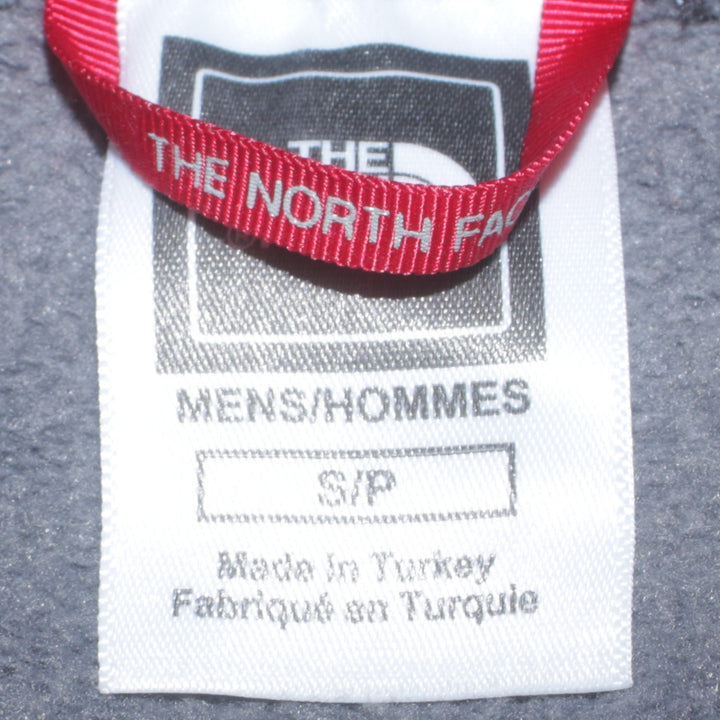 THE
THE NORTH FAC
MENS/HOMMES
S/P
Made in Turkey
Fabriqué en Turquie